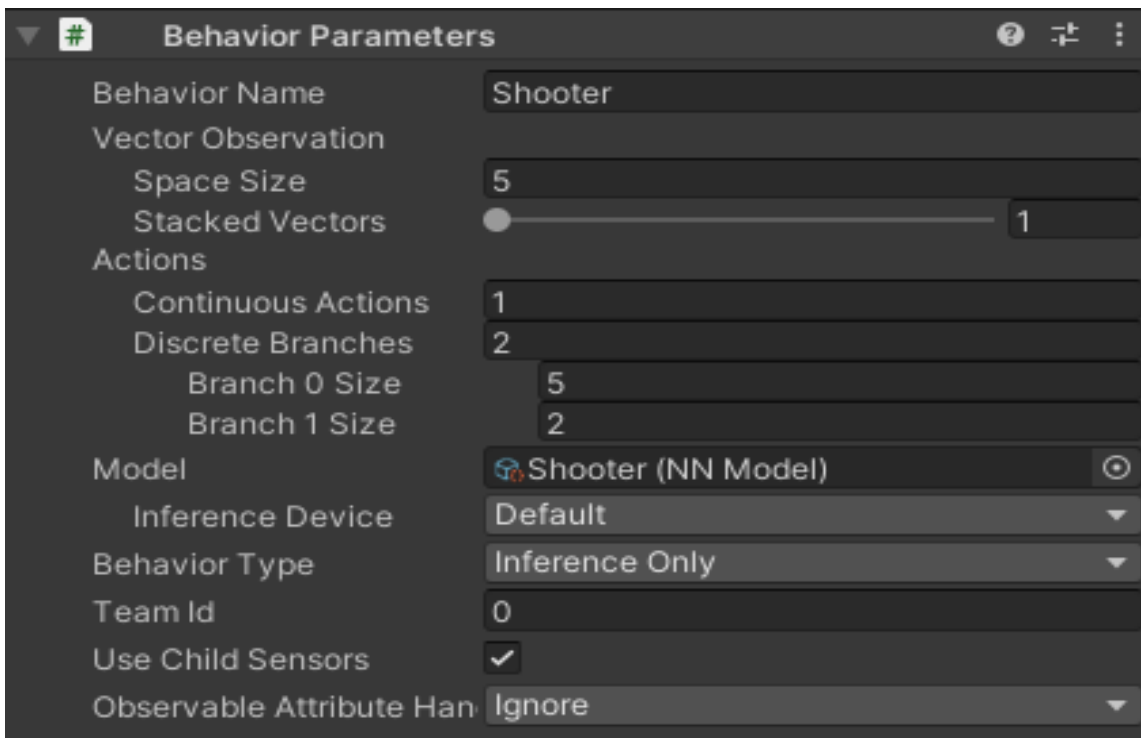 # Behavior Parameters
Behavior Name Shooter
Vector Observation
Space Size 5
Stacked Vectors 1
Actions
Continuous Actions 1
Discrete Branches 2
Branch 0 Size 5
Branch 1 Size 2
Model Shooter (NN Model)
Inference Device Default
Behavior Type Inference Only
Team Id 0
Use Child Sensors
Observable Attribute Han Ignore